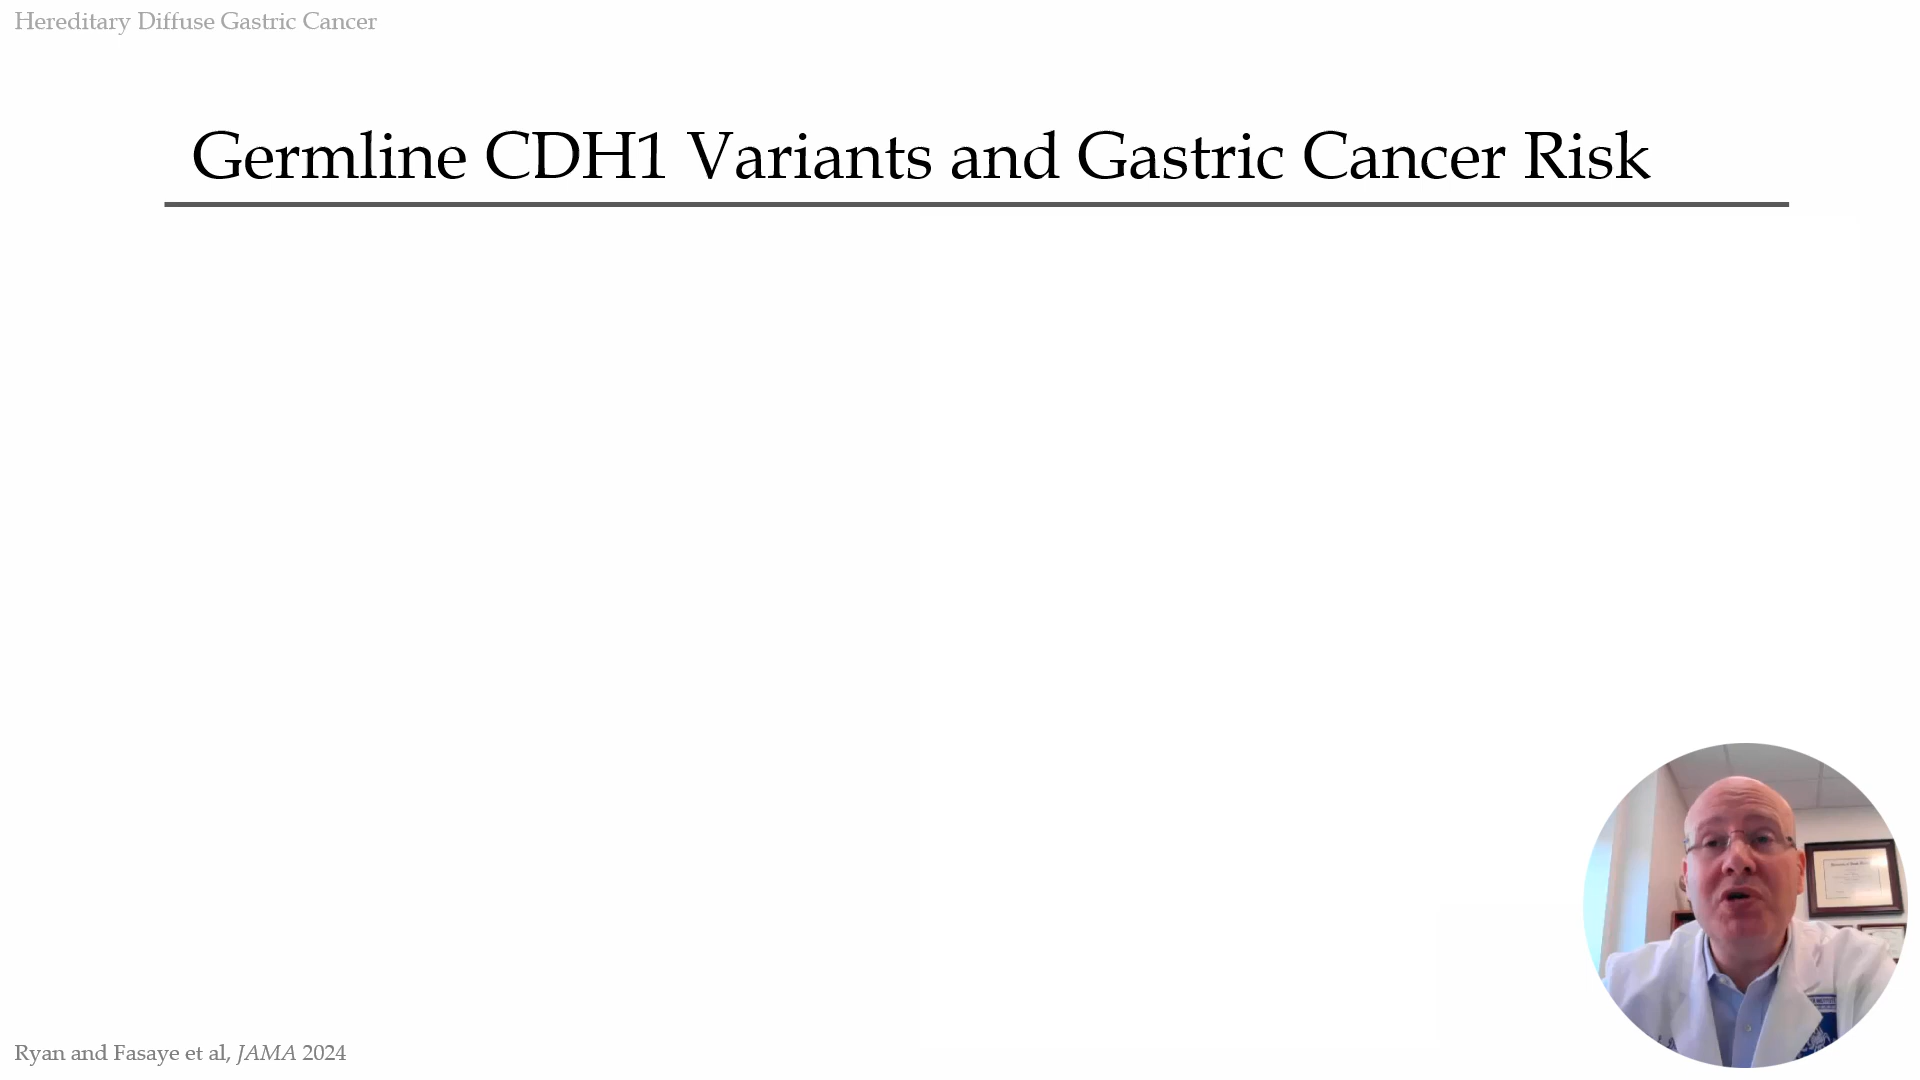 Hereditary Diffuse Gastric Cancer
Germline CDH1 Variants and Gastric Cancer Risk
Ryan and Fasaye et al, JAMA 2024